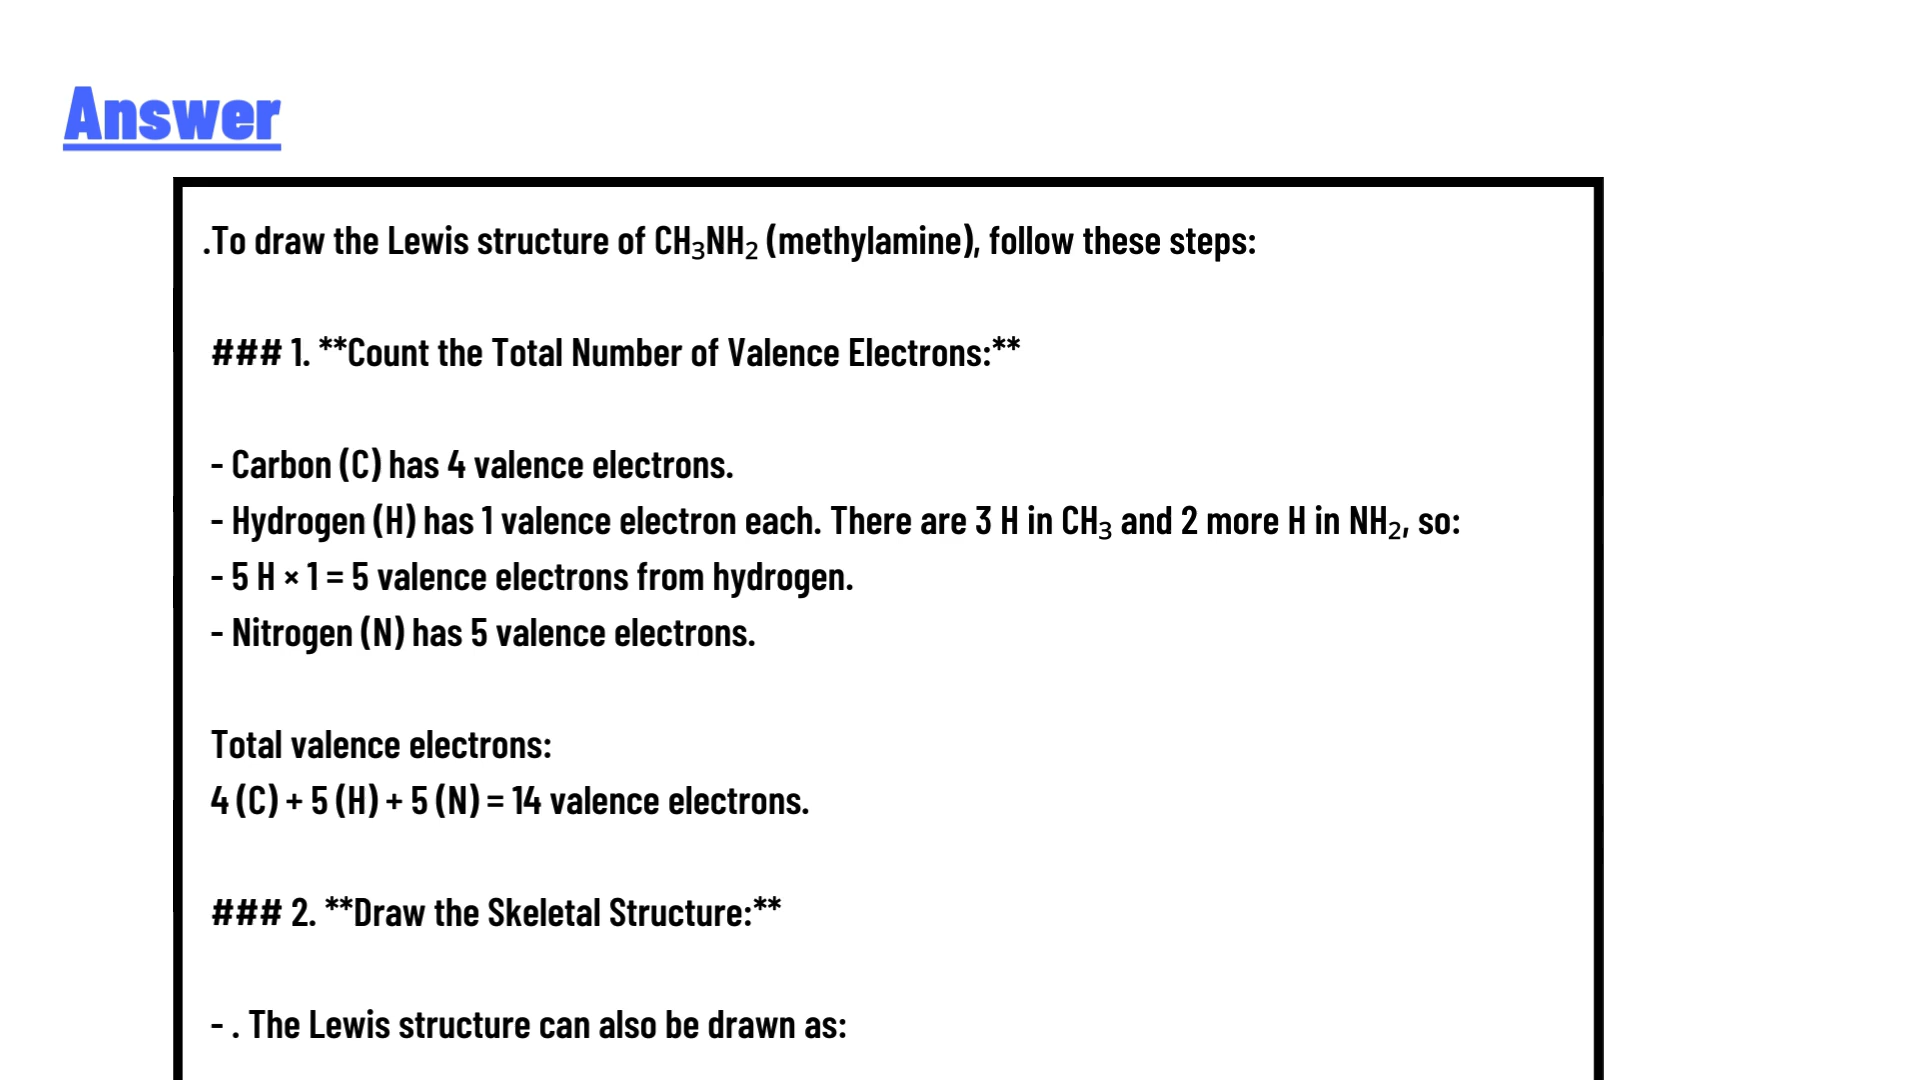 Answer
.To draw the Lewis structure of CH₃NH₂ (methylamine), follow these steps:
### 1. **Count the Total Number of Valence Electrons:**
- Carbon (C) has 4 valence electrons.
- Hydrogen (H) has 1 valence electron each. There are 3 H in CH₃ and 2 more H in NH₂, so:
- 5 H × 1 = 5 valence electrons from hydrogen.
- Nitrogen (N) has 5 valence electrons.
Total valence electrons:
4 (C) + 5 (H) + 5 (N) = 14 valence electrons.
### 2. **Draw the Skeletal Structure:**
- . The Lewis structure can also be drawn as: